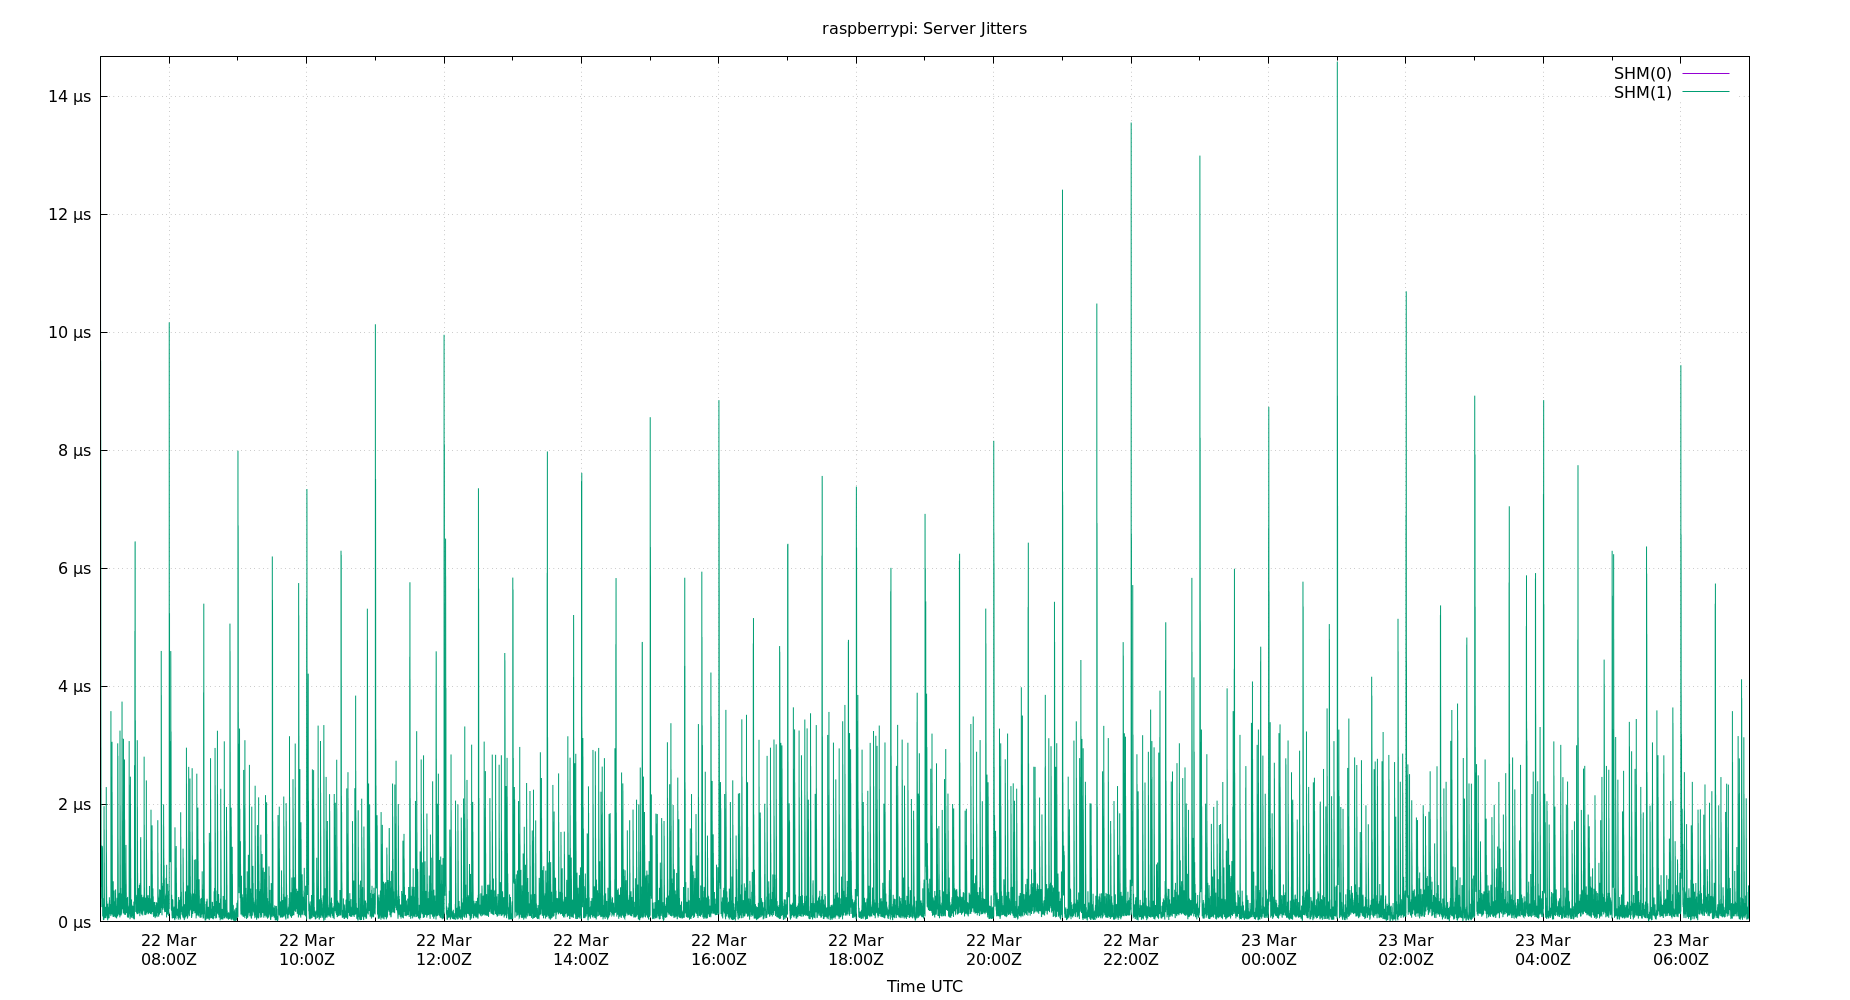 raspberrypi: Server Jitters
SHM(0)
SHM(1)
14 μs
12 μs
10 μs
8 μs
6 μs
4 μs
2 μs
0 μs
22 Mar 22 Mar 22 Mar 22 Mar 22 Mar 22 Mar 22 Mar 22 Mar 23 Mar 23 Mar 23 Mar 23 Mar
08:00Z 10:00Z 12:00Z 14:00Z 16:00Z 18:00Z 20:00Z 22:00Z 00:00Z 02:00Z 04:00Z 06:00Z
Time UTC